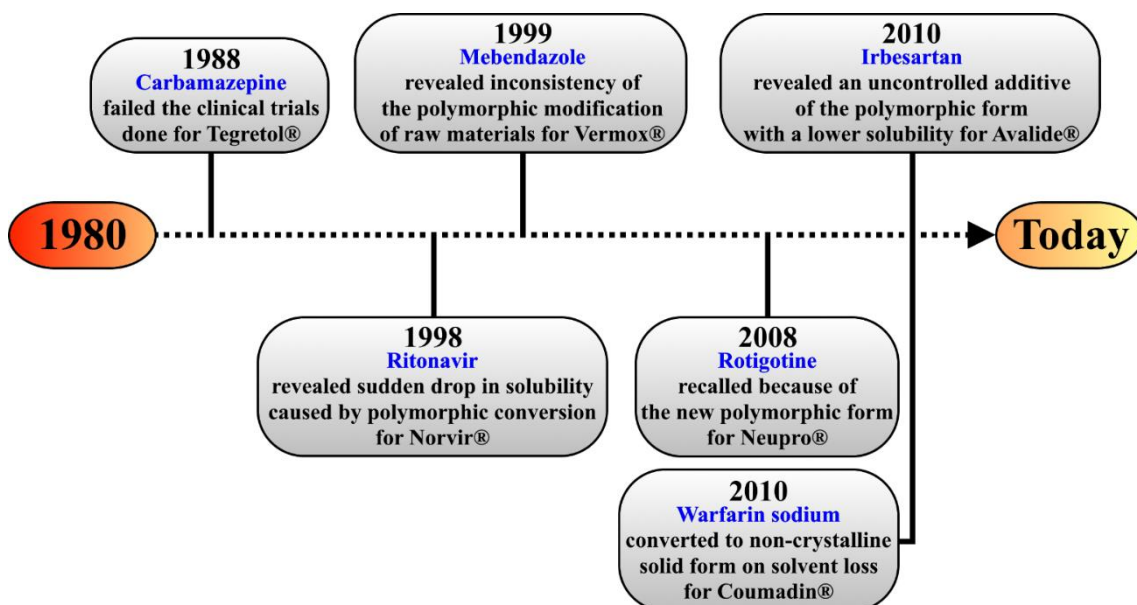 1988
Carbamazepine
failed the clinical trials
done for Tegretol®
1999
Mebendazole
revealed inconsistency of
the polymorphic modification
of raw materials for Vermox®
2010
Irbesartan
revealed an uncontrolled additive
of the polymorphic form
with a lower solubility for Avalide®
1980
Today
1998
Ritonavir
revealed sudden drop in solubility
caused by polymorphic conversion
for Norvir®
2008
Rotigotine
recalled because of
the new polymorphic form
for Neupro®
2010
Warfarin sodium
converted to non-crystalline
solid form on solvent loss
for Coumadin®